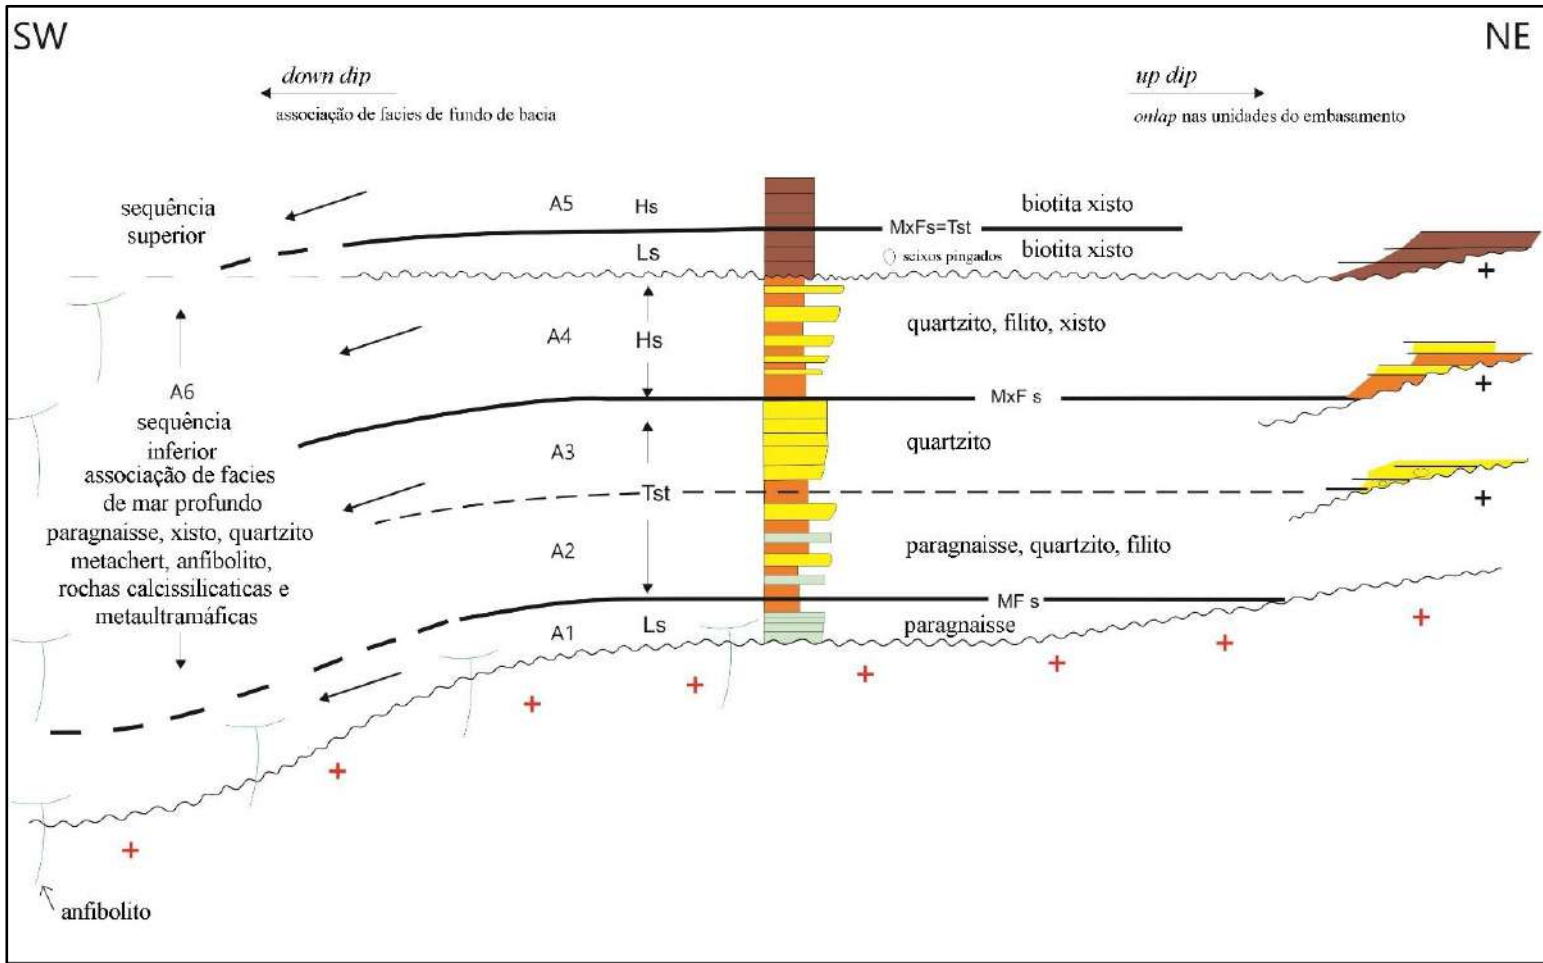 SW
NE
down dip
associação de facies de fundo de bacia
up dip
onlap nas unidades do embasamento
sequência
superior
A5
Hs
MxFs=Tst
biotita xisto
Ls
seixos pingados
biotita xisto
+
A4
Hs
quartzito, filito, xisto
+
MxF s
A6
sequência
inferior
associação de facies
de mar profundo
paragnaisse, xisto, quartzito
metachert, anfibolito,
rochas calcissilicaticas e
metaultramáficas
A3
quartzito
Tst
+
A2
paragnaisse, quartzito, filito
MF s
A1
Ls
paragnaisse
+ + + + + + + +
anfibolito